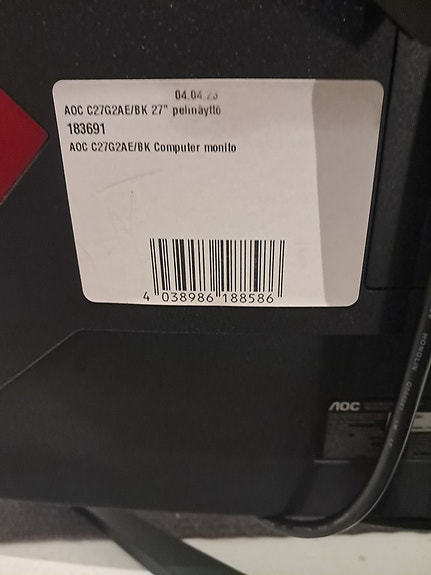 04.04.23
AOC C27G2AE/BK 27" pelinäyttö
183691
AOC C27G2AE/BK Computer monito
4 038986 188586
AOC